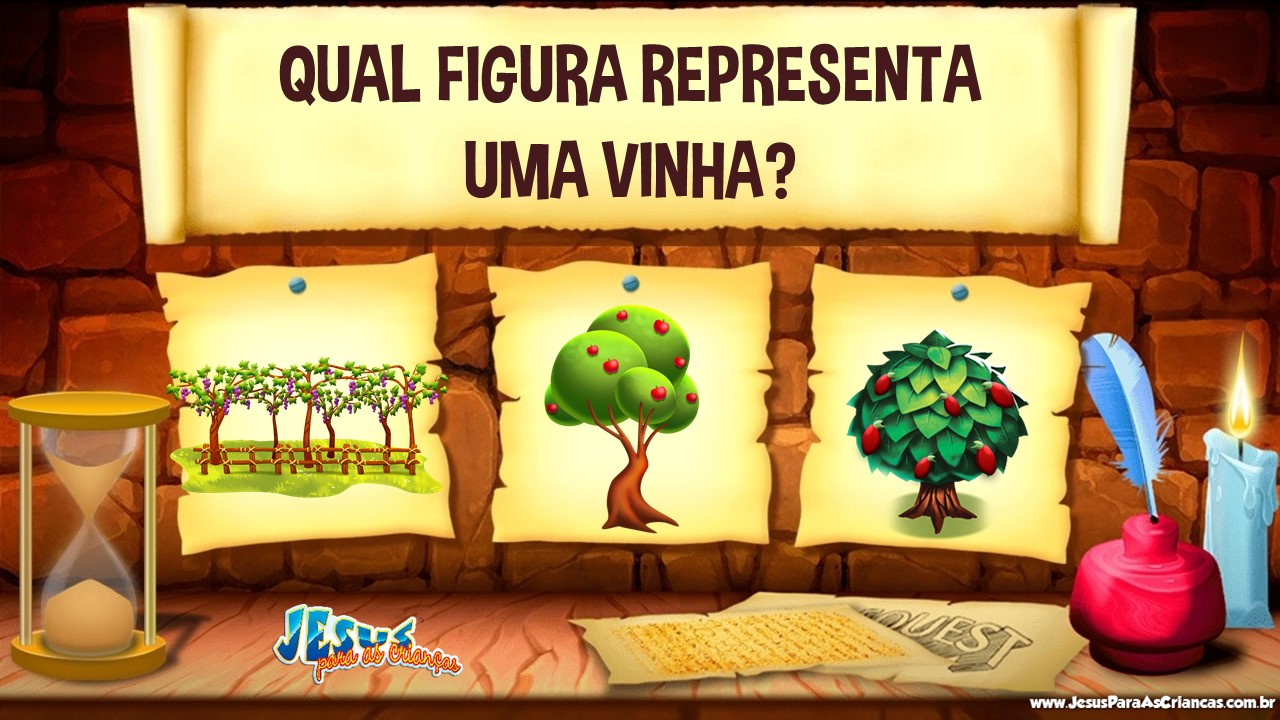 QUAL FIGURA REPRESENTA
UMA VINHA?
JESUS
para as crianças
QUEST
www.JesusParaAsCriancas.com.br